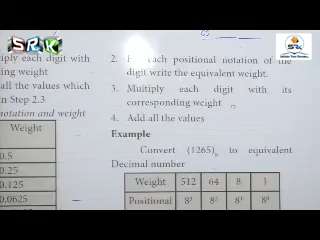 SRK
SRK
iply each digit with
ing weight
all the values which
n Step 2.3
notation and weight
Weight
0.5
0.25
0.125
0.0625
2. each positional notation of the
digit write the equivalent weight.
3. Multiply each digit with its
corresponding weight
4. Add all the values
Example
Convert (1265)₈ to equivalent
Decimal number
Weight 512 64 8 1
Positional 8³ 8² 8¹ 8⁰